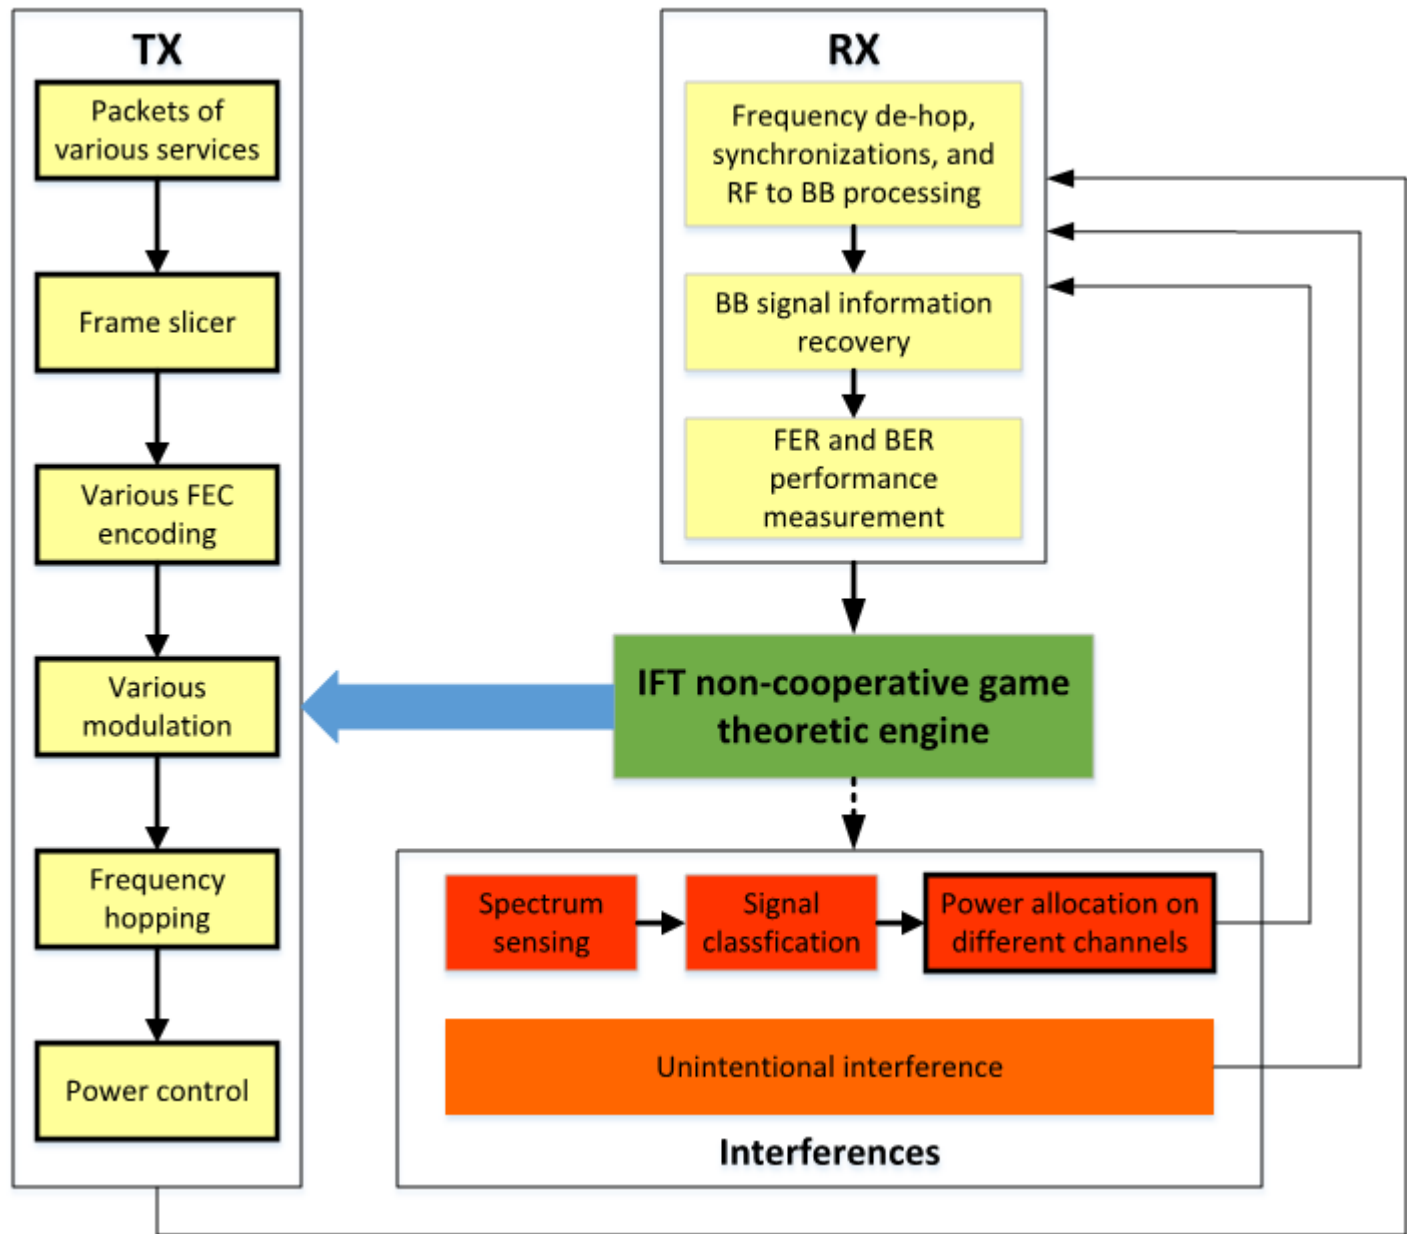 TX
Packets of
various services
Frame slicer
Various FEC
encoding
Various
modulation
Frequency
hopping
Power control
RX
Frequency de-hop,
synchronizations, and
RF to BB processing
BB signal information
recovery
FER and BER
performance
measurement
IFT non-cooperative game
theoretic engine
Spectrum
sensing
Signal
classfication
Power allocation on
different channels
Unintentional interference
Interferences